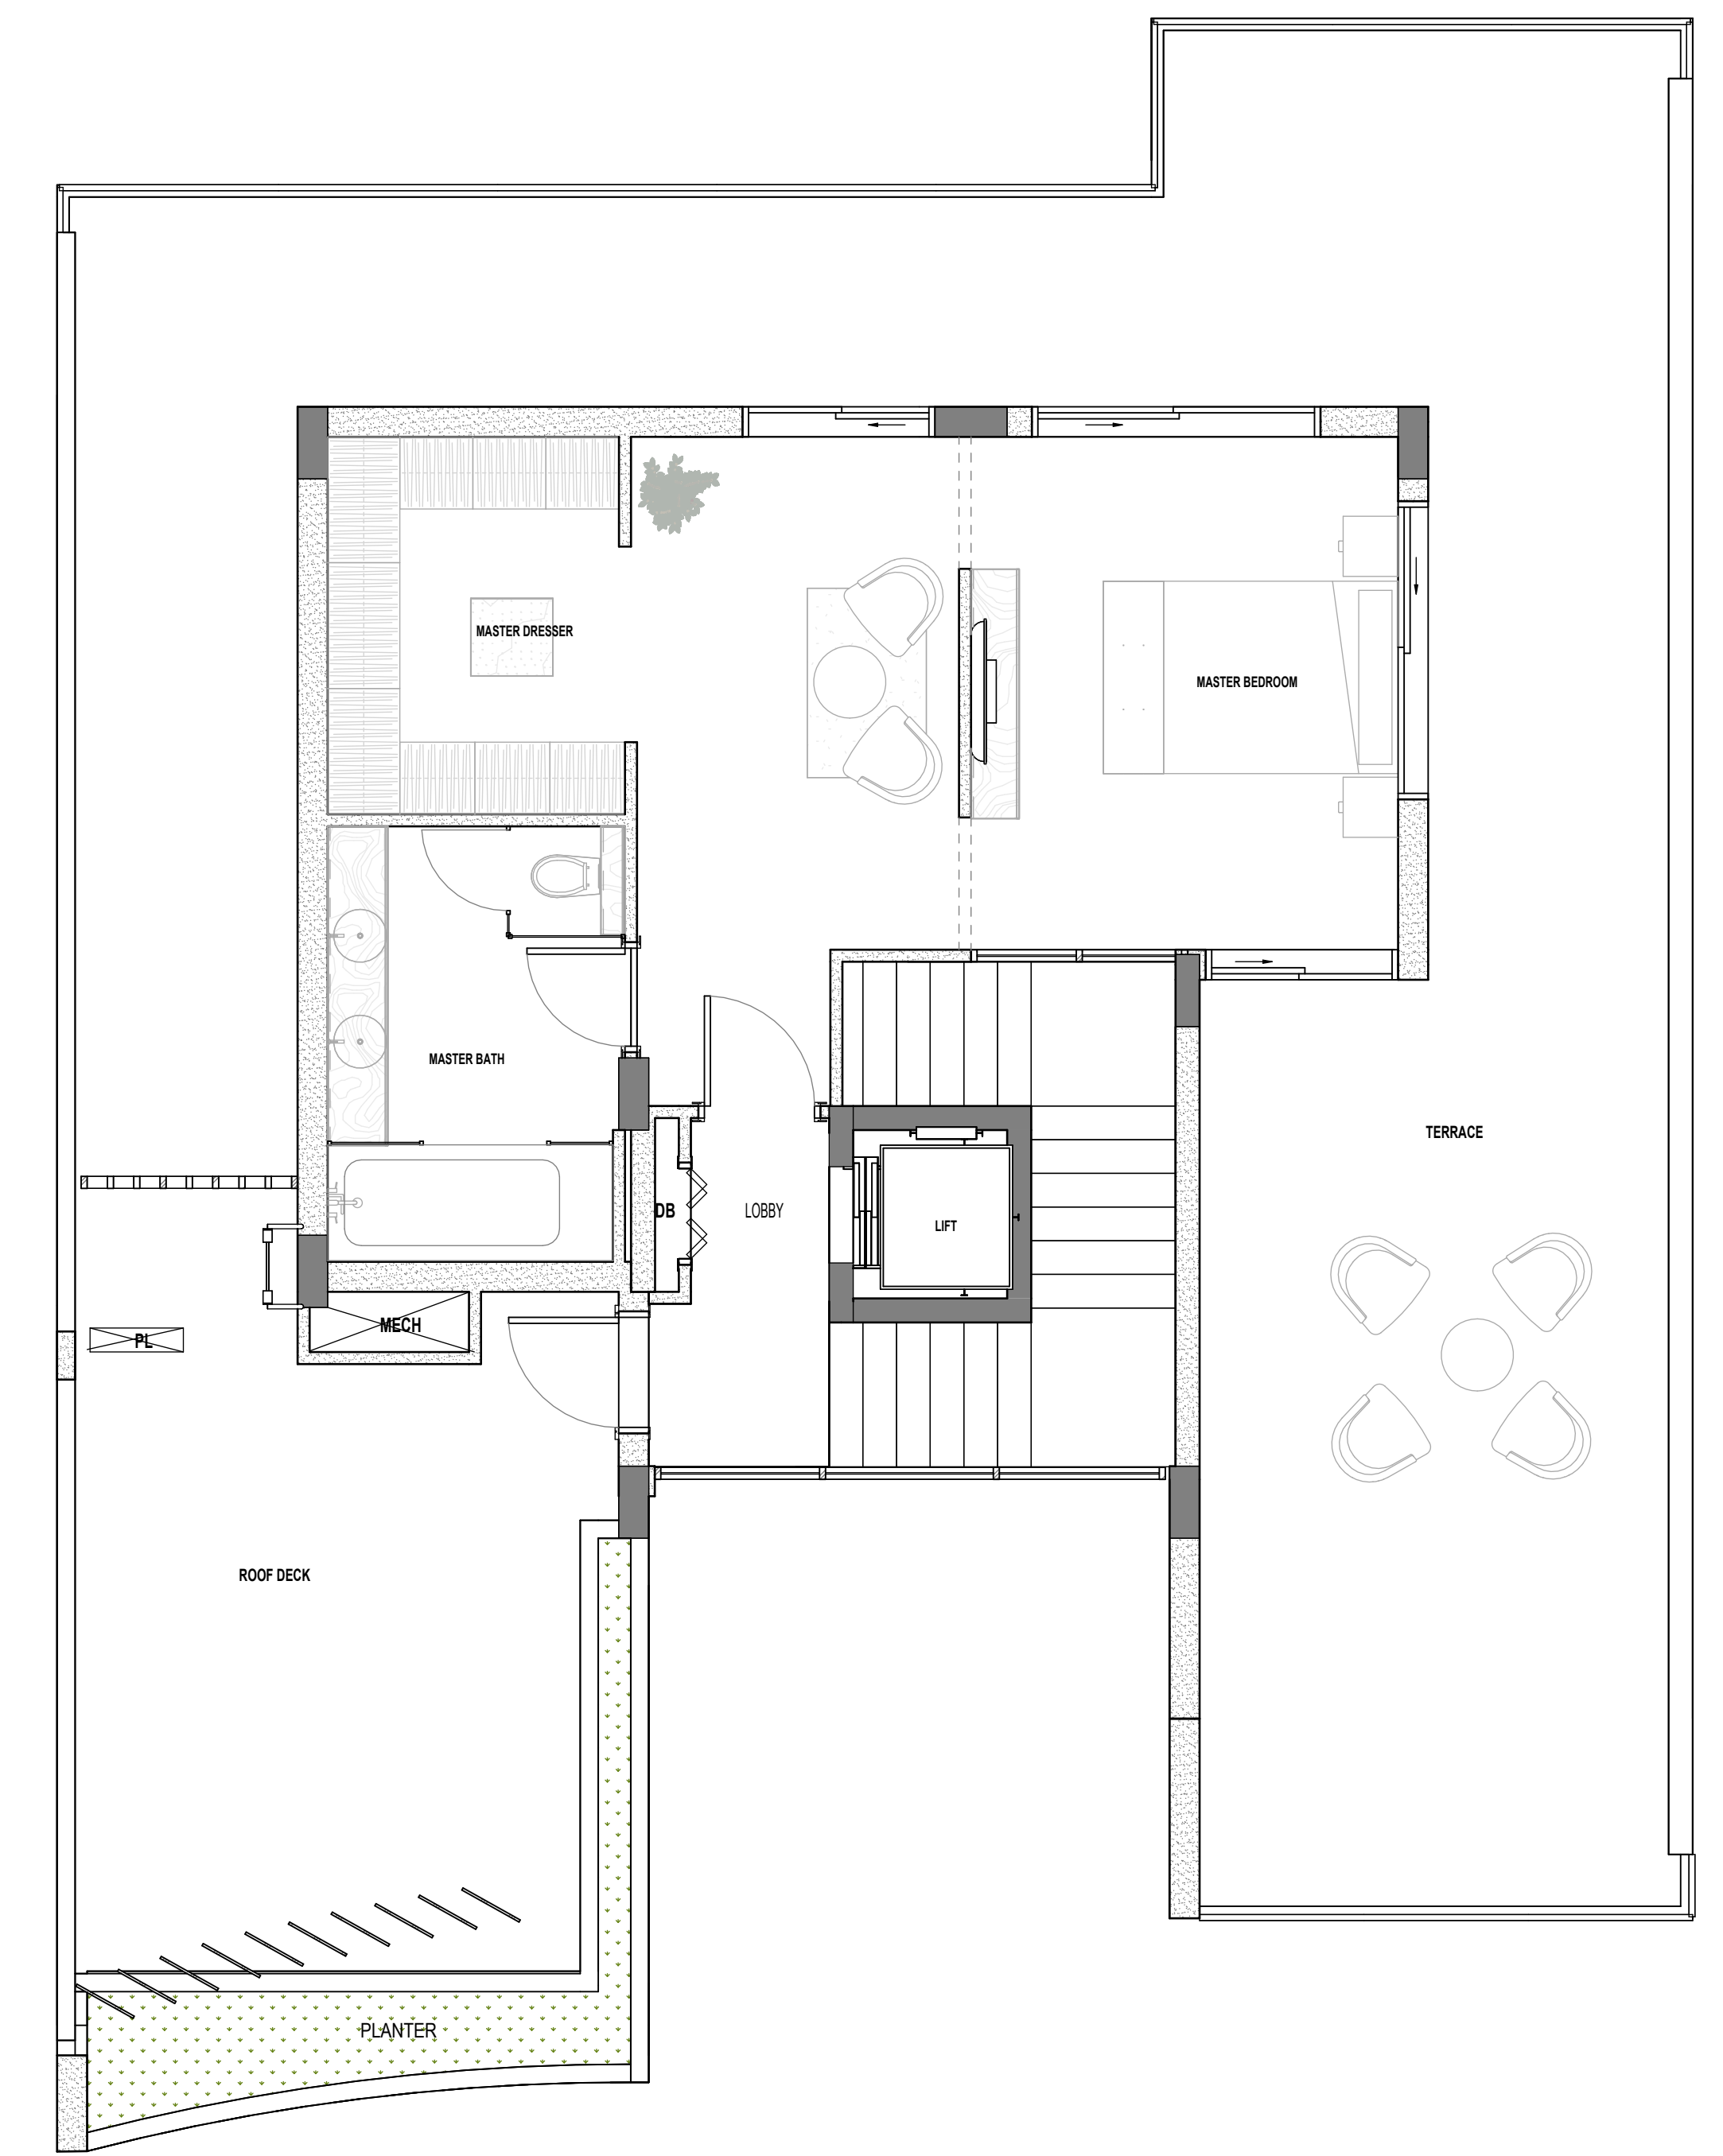 MASTER DRESSER
MASTER BEDROOM
MASTER BATH
TERRACE
DB
LOBBY
LIFT
MECH
PL
ROOF DECK
PLANTER